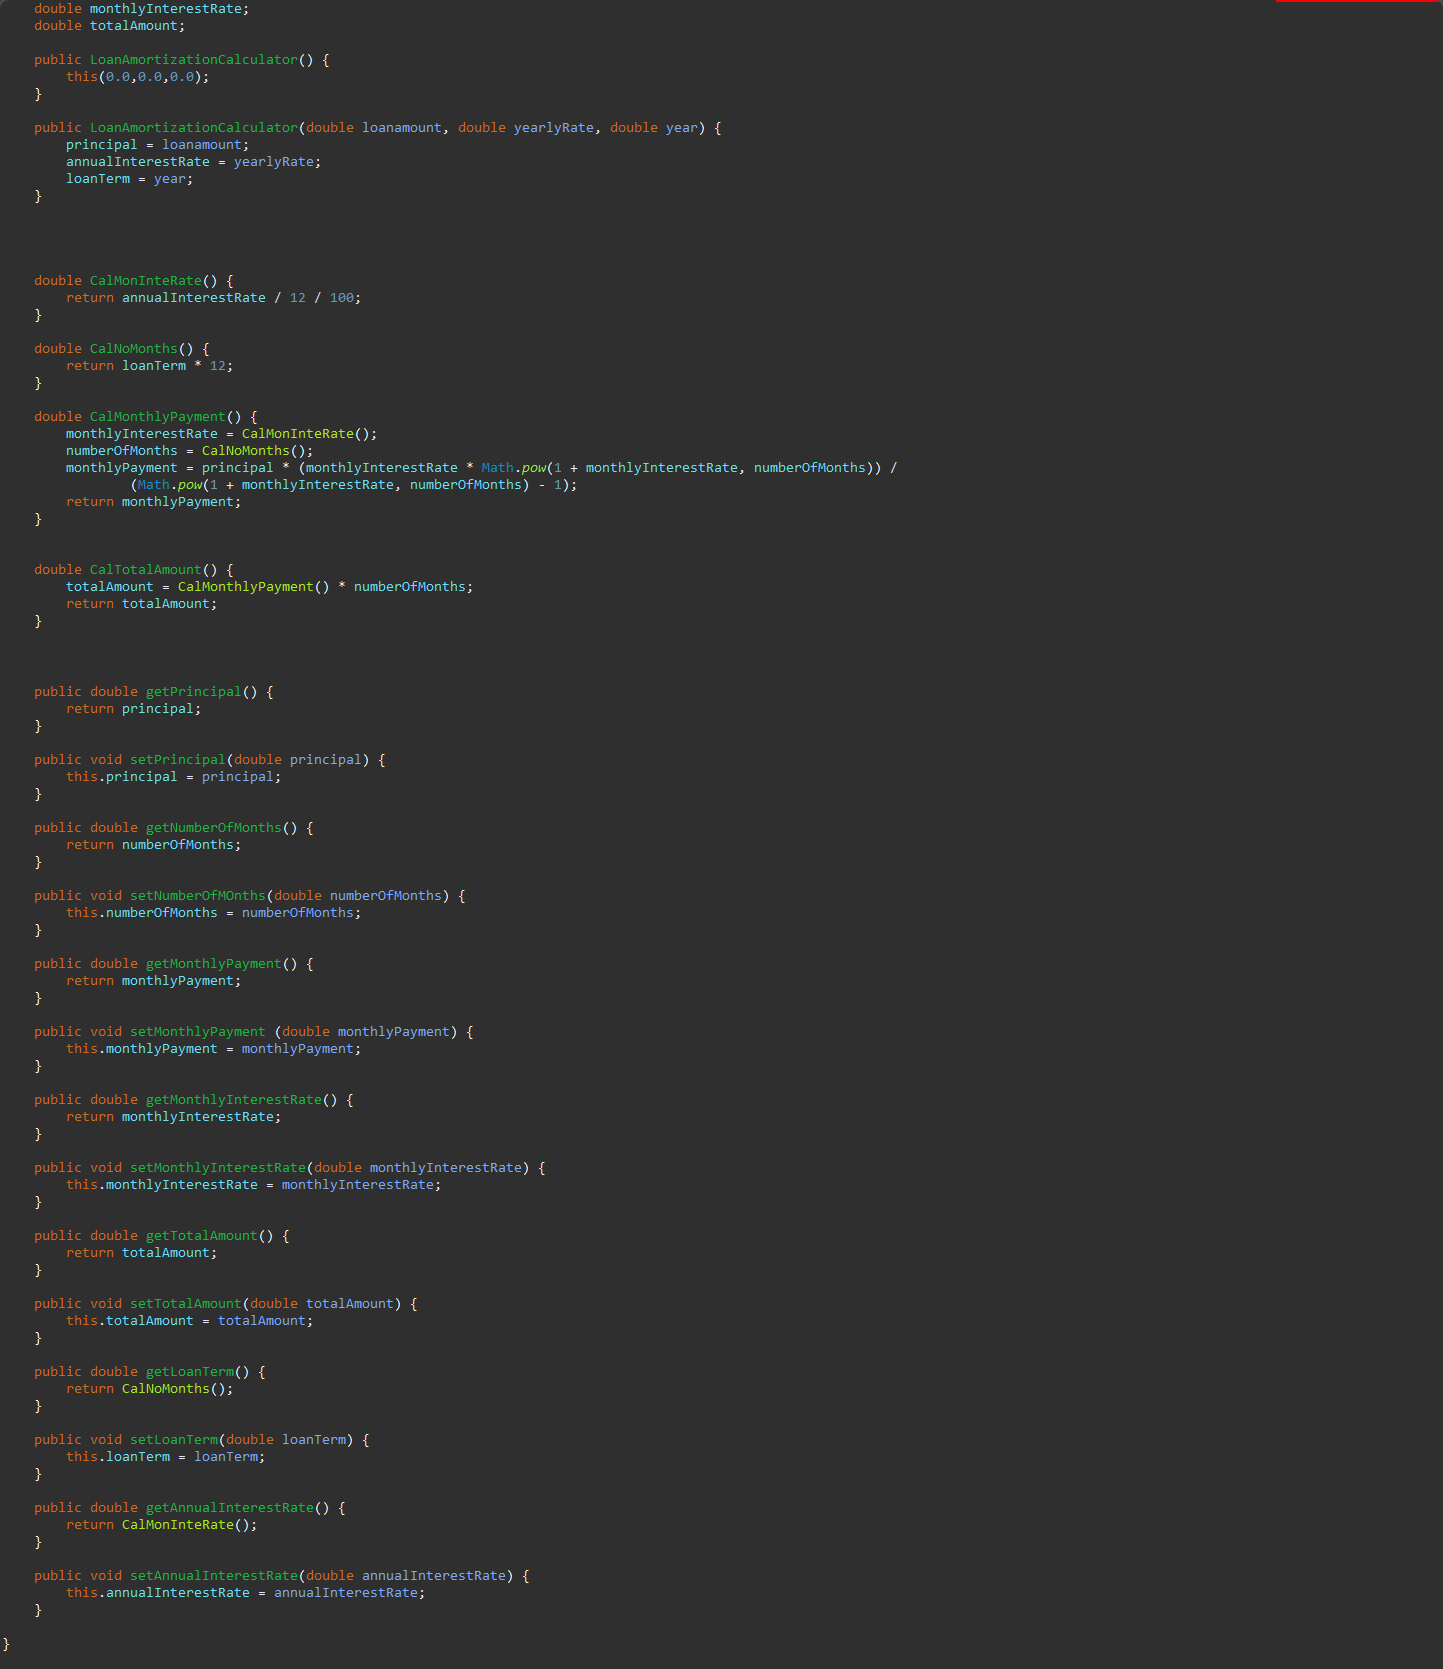 double monthlyInterestRate;
double totalAmount;
public LoanAmortizationCalculator() {
this(0.0,0.0,0.0);
}
public LoanAmortizationCalculator(double loanamount, double yearlyRate, double year) {
principal = loanamount;
annualInterestRate = yearlyRate;
loanTerm = year;
}
double CalMonInteRate() {
return annualInterestRate / 12 / 100;
}
double CalNoMonths() {
return loanTerm * 12;
}
double CalMonthlyPayment() {
monthlyInterestRate = CalMonInteRate();
numberOfMonths = CalNoMonths();
monthlyPayment = principal * (monthlyInterestRate * Math.pow(1 + monthlyInterestRate, numberOfMonths)) /
(Math.pow(1 + monthlyInterestRate, numberOfMonths) - 1);
return monthlyPayment;
}
double CalTotalAmount() {
totalAmount = CalMonthlyPayment() * numberOfMonths;
return totalAmount;
}
public double getPrincipal() {
return principal;
}
public void setPrincipal(double principal) {
this.principal = principal;
}
public double getNumberOfMonths() {
return numberOfMonths;
}
public void setNumberOfMOnths(double numberOfMonths) {
this.numberOfMonths = numberOfMonths;
}
public double getMonthlyPayment() {
return monthlyPayment;
}
public void setMonthlyPayment (double monthlyPayment) {
this.monthlyPayment = monthlyPayment;
}
public double getMonthlyInterestRate() {
return monthlyInterestRate;
}
public void setMonthlyInterestRate(double monthlyInterestRate) {
this.monthlyInterestRate = monthlyInterestRate;
}
public double getTotalAmount() {
return totalAmount;
}
public void setTotalAmount(double totalAmount) {
this.totalAmount = totalAmount;
}
public double getLoanTerm() {
return CalNoMonths();
}
public void setLoanTerm(double loanTerm) {
this.loanTerm = loanTerm;
}
public double getAnnualInterestRate() {
return CalMonInteRate();
}
public void setAnnualInterestRate(double annualInterestRate) {
this.annualInterestRate = annualInterestRate;
}
}